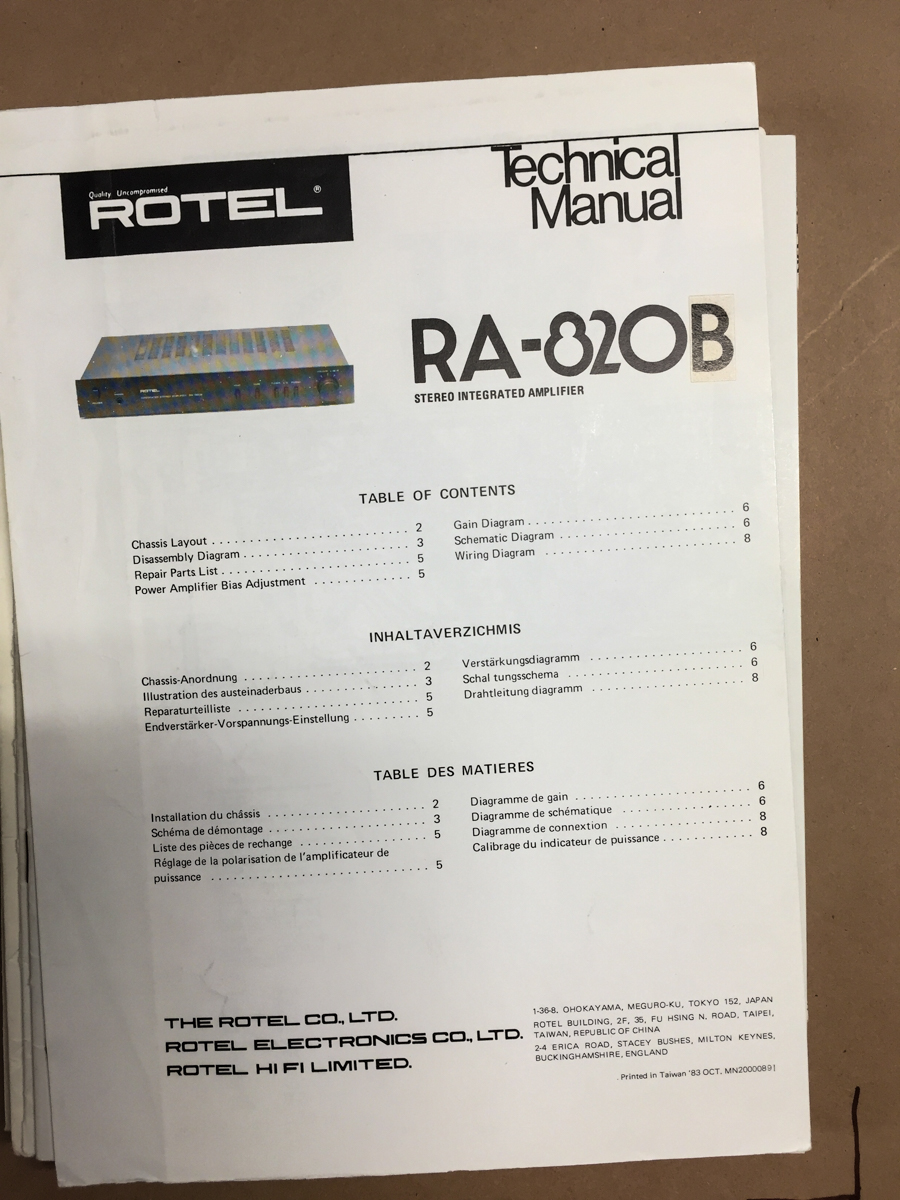 Quality Uncompromised
ROTEL®
Technical
Manual
RA-820B
STEREO INTEGRATED AMPLIFIER
ROTEL
TABLE OF CONTENTS
Chassis Layout . . . . . . . . . . . . . . . . . . . . . . . . . . 2
Disassembly Diagram . . . . . . . . . . . . . . . . . . . . . . 3
Repair Parts List . . . . . . . . . . . . . . . . . . . . . . . . . 5
Power Amplifier Bias Adjustment . . . . . . . . . . . . . 5
Gain Diagram . . . . . . . . . . . . . . . . . . . . . . . . . . . 6
Schematic Diagram . . . . . . . . . . . . . . . . . . . . . . . 6
Wiring Diagram . . . . . . . . . . . . . . . . . . . . . . . . . 8
INHALTAVERZICHMIS
Chassis-Anordnung . . . . . . . . . . . . . . . . . . . . . . . 2
Illustration des austeinaderbaus . . . . . . . . . . . . . . . 3
Reparaturteilliste . . . . . . . . . . . . . . . . . . . . . . . . 5
Endverstärker-Vorspannungs-Einstellung . . . . . . . . . 5
Verstärkungsdiagramm . . . . . . . . . . . . . . . . . . . . 6
Schal tungsschema . . . . . . . . . . . . . . . . . . . . . . . 6
Drahtleitung diagramm . . . . . . . . . . . . . . . . . . . . 8
TABLE DES MATIERES
Installation du châssis . . . . . . . . . . . . . . . . . . . . . 2
Schéma de démontage . . . . . . . . . . . . . . . . . . . . . 3
Liste des pièces de rechange . . . . . . . . . . . . . . . . . 5
Réglage de la polarisation de l'amplificateur de
puissance . . . . . . . . . . . . . . . . . . . . . . . . . . . . . 5
Diagramme de gain . . . . . . . . . . . . . . . . . . . . . . . 6
Diagramme de schématique . . . . . . . . . . . . . . . . . 6
Diagramme de connextion . . . . . . . . . . . . . . . . . . 8
Calibrage du indicateur de puissance . . . . . . . . . . . . 8
THE ROTEL CO., LTD.
ROTEL ELECTRONICS CO., LTD.
ROTEL HI FI LIMITED.
1-36-8, OHOKAYAMA, MEGURO-KU, TOKYO 152, JAPAN
ROTEL BUILDING, 2F, 35, FU HSING N. ROAD, TAIPEI,
TAIWAN, REPUBLIC OF CHINA
2-4 ERICA ROAD, STACEY BUSHES, MILTON KEYNES,
BUCKINGHAMSHIRE, ENGLAND
Printed in Taiwan '83 OCT. MN20000891